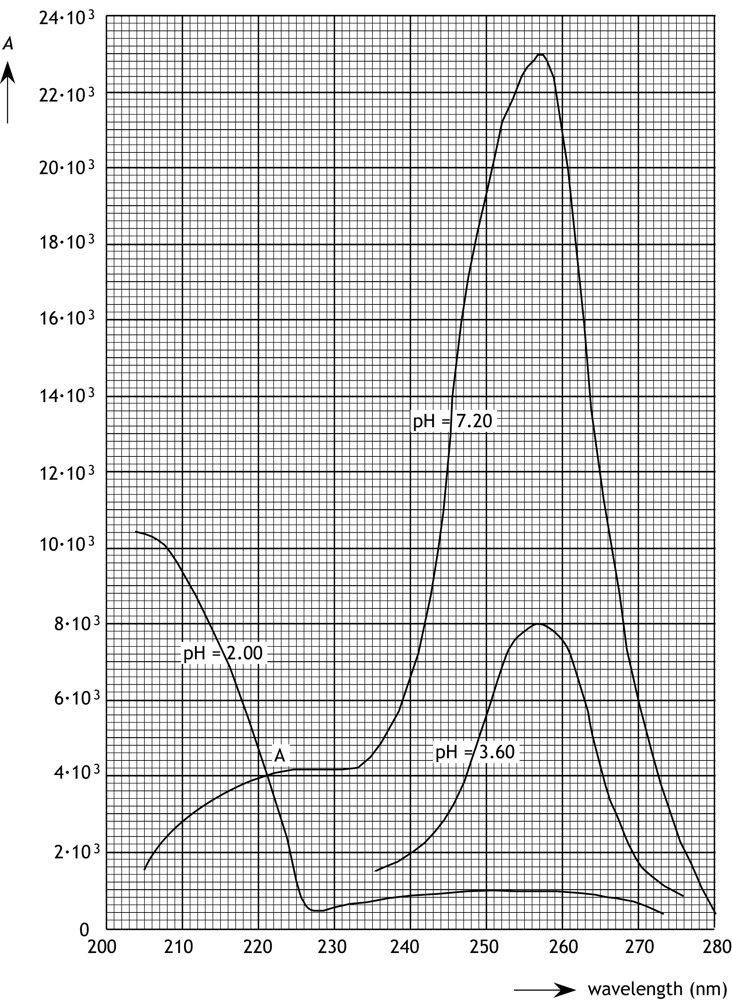 24·10³
A
22·10³
20·10³
18·10³
16·10³
14·10³
pH = 7.20
12·10³
10·10³
8·10³
pH = 2.00
6·10³
A
pH = 3.60
4·10³
2·10³
0
200 210 220 230 240 250 260 270 280
wavelength (nm)